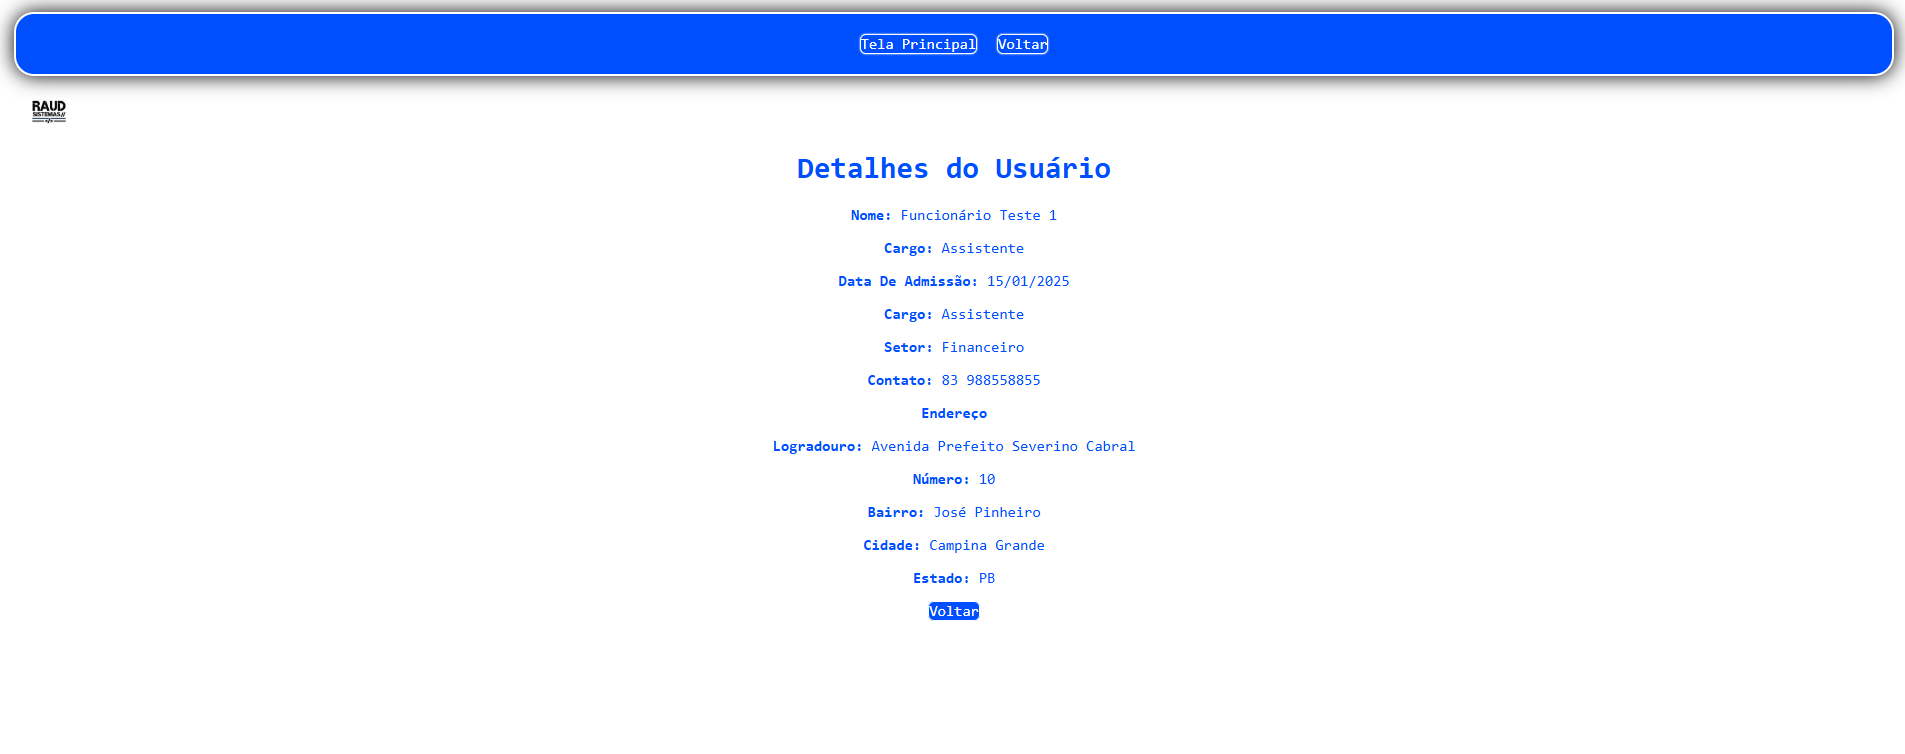 Tela Principal Voltar
RAUD
SISTEMAS//
Detalhes do Usuário
Nome: Funcionário Teste 1
Cargo: Assistente
Data De Admissão: 15/01/2025
Cargo: Assistente
Setor: Financeiro
Contato: 83 988558855
Endereço
Logradouro: Avenida Prefeito Severino Cabral
Número: 10
Bairro: José Pinheiro
Cidade: Campina Grande
Estado: PB
Voltar